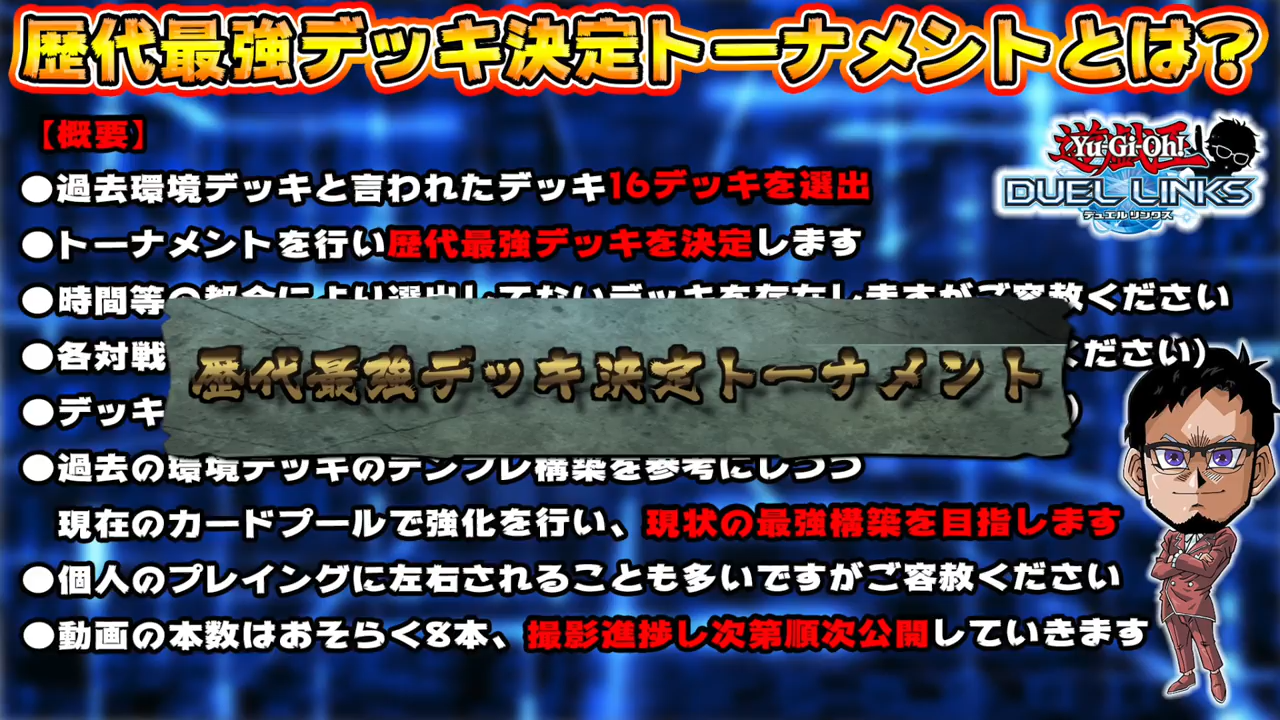 歴代最強デッキ決定トーナメントとは?
【概要】
●過去環境デッキと言われたデッキ16デッキを選出
●トーナメントを行い歴代最強デッキを決定します
●時間等の都合により選出してないデッキを存在しますがご容赦ください
●各対戦
ください)
●デッキ
)
歴代最強デッキ決定トーナメント
●過去の環境デッキのテンプレ構築を参考にしつつ
現在のカードプールで強化を行い、現状の最強構築を目指します
●個人のプレイングに左右されることも多いですがご容赦ください
●動画の本数はおそらく8本、撮影進捗し次第順次公開していきます
遊戯王
Yu-Gi-Oh!
DUEL LINKS
デュエル リンクス